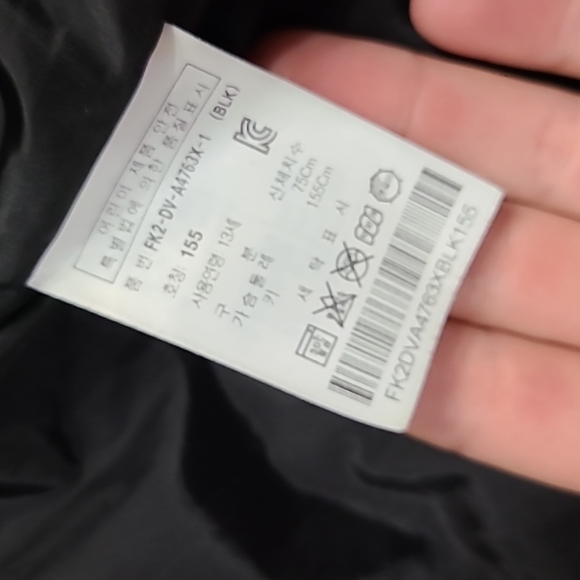 어린이 제품 안전
특별법에 의한 품질표시
품 번 FK2-DV-A4763X-1 (BLK)
호칭: 155
사용연령 13세
구 분 신체치수
가슴둘레 75Cm
키 155Cm
세 탁 표 시
FK2DVA4763XBLK155